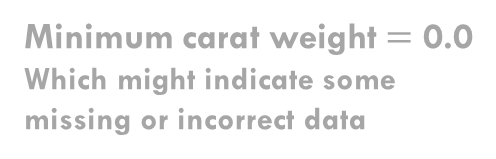 Minimum carat weight = 0.0
Which might indicate some
missing or incorrect data